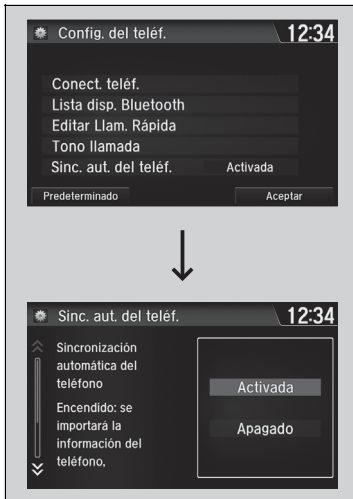 Config. del teléf.
12:34
Conect. teléf.
Lista disp. Bluetooth
Editar Llam. Rápida
Tono llamada
Sinc. aut. del teléf. Activada
Predeterminado Aceptar
Sinc. aut. del teléf.
12:34
Sincronización
automática del
teléfono
Encendido: se
importará la
información del
teléfono,
Activada
Apagado